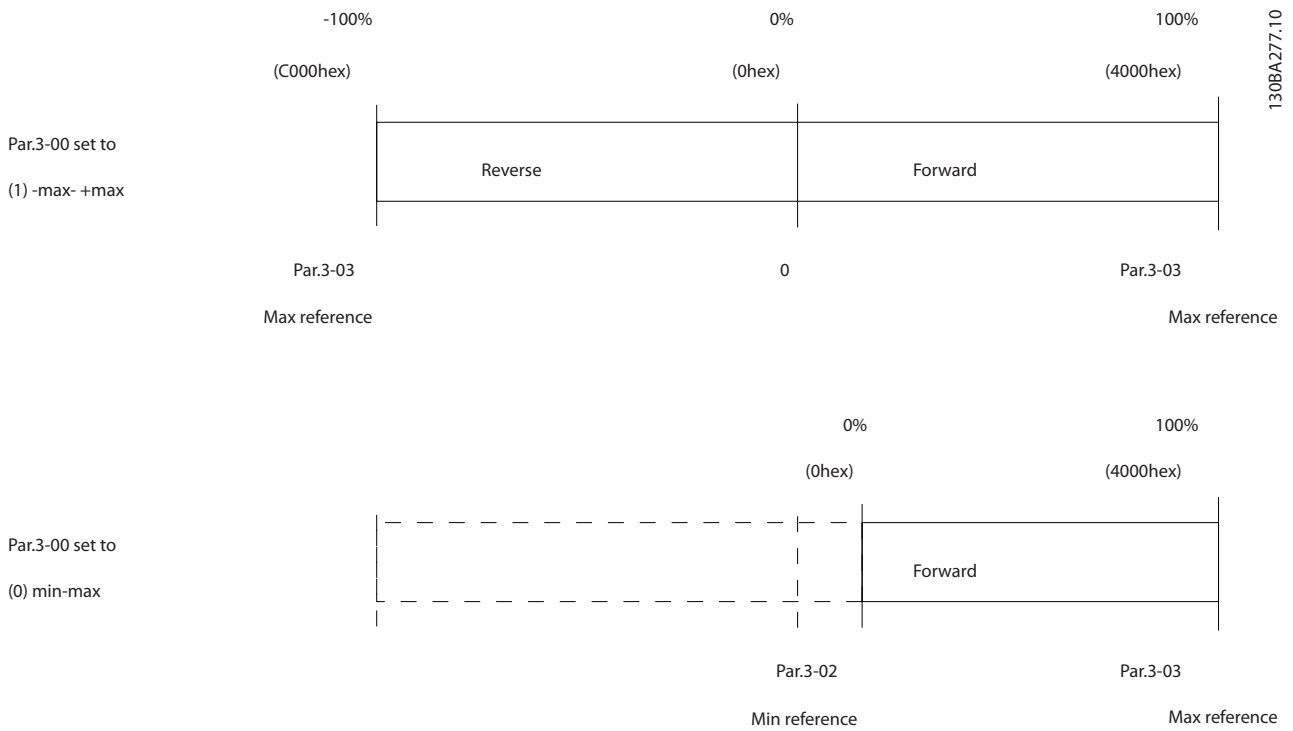 -100%
0%
100%
(C000hex)
(0hex)
(4000hex)
130BA277.10
Par.3-00 set to
(1) -max- +max
Reverse
Forward
Par.3-03
0
Par.3-03
Max reference
Max reference
0%
100%
(0hex)
(4000hex)
Par.3-00 set to
(0) min-max
Forward
Par.3-02
Par.3-03
Min reference
Max reference